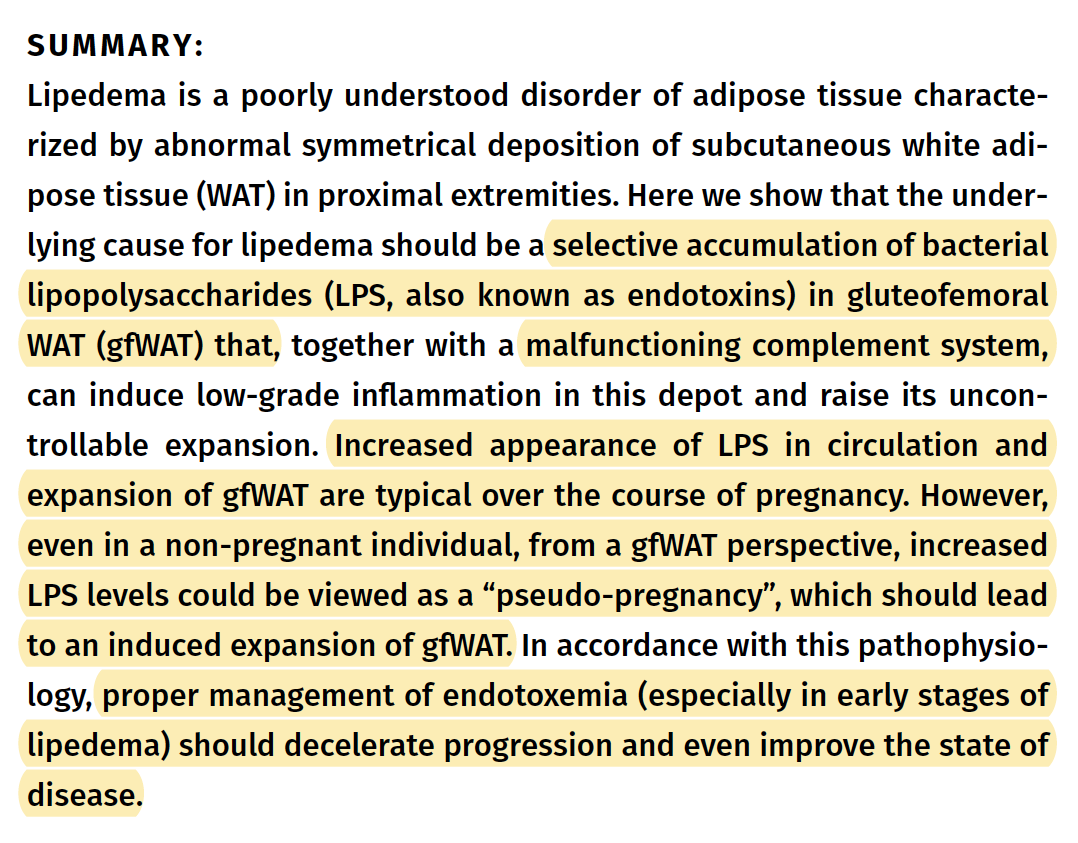 SUMMARY:
Lipedema is a poorly understood disorder of adipose tissue characte-
rized by abnormal symmetrical deposition of subcutaneous white adi-
pose tissue (WAT) in proximal extremities. Here we show that the under-
lying cause for lipedema should be a selective accumulation of bacterial
lipopolysaccharides (LPS, also known as endotoxins) in gluteofemoral
WAT (gfWAT) that, together with a malfunctioning complement system,
can induce low-grade inflammation in this depot and raise its uncon-
trollable expansion. Increased appearance of LPS in circulation and
expansion of gfWAT are typical over the course of pregnancy. However,
even in a non-pregnant individual, from a gfWAT perspective, increased
LPS levels could be viewed as a “pseudo-pregnancy”, which should lead
to an induced expansion of gfWAT. In accordance with this pathophysio-
logy, proper management of endotoxemia (especially in early stages of
lipedema) should decelerate progression and even improve the state of
disease.